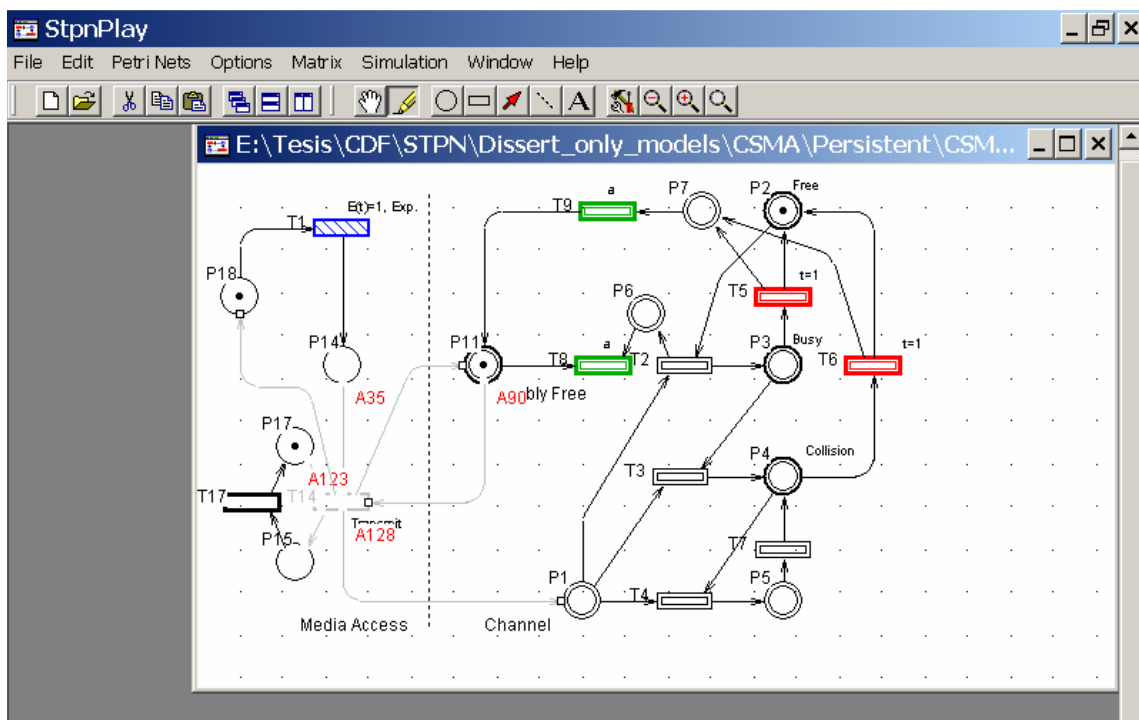 StpnPlay
File Edit Petri Nets Options Matrix Simulation Window Help
A
E:\Tesis\CDF\STPN\Dissert_only_models\CSMA\Persistent\CSM...
T9 a P7 P2 Free
T1 E(t)=1, Exp.
P18 T5 t=1
P6
P14 P11 T8 a T2 P3 Busy T6 t=1
A35 A90 bly Free
P17 T3 P4 Collision
A123
T17 T14
Transmit
A128
P15 T7
P1 T4 P5
Media Access Channel